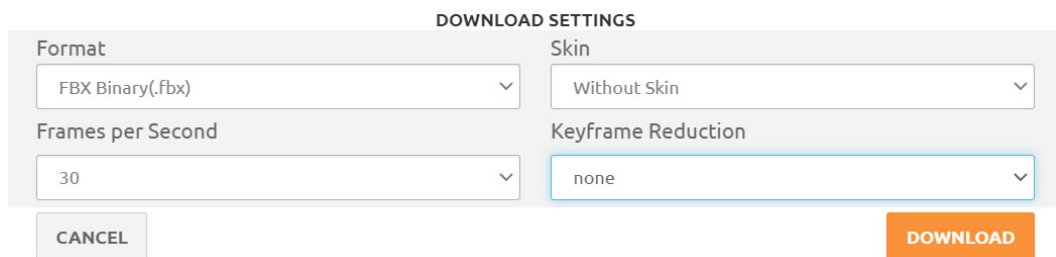 DOWNLOAD SETTINGS
Format
Skin
FBX Binary(.fbx)
Without Skin
Frames per Second
Keyframe Reduction
30
none
CANCEL
DOWNLOAD